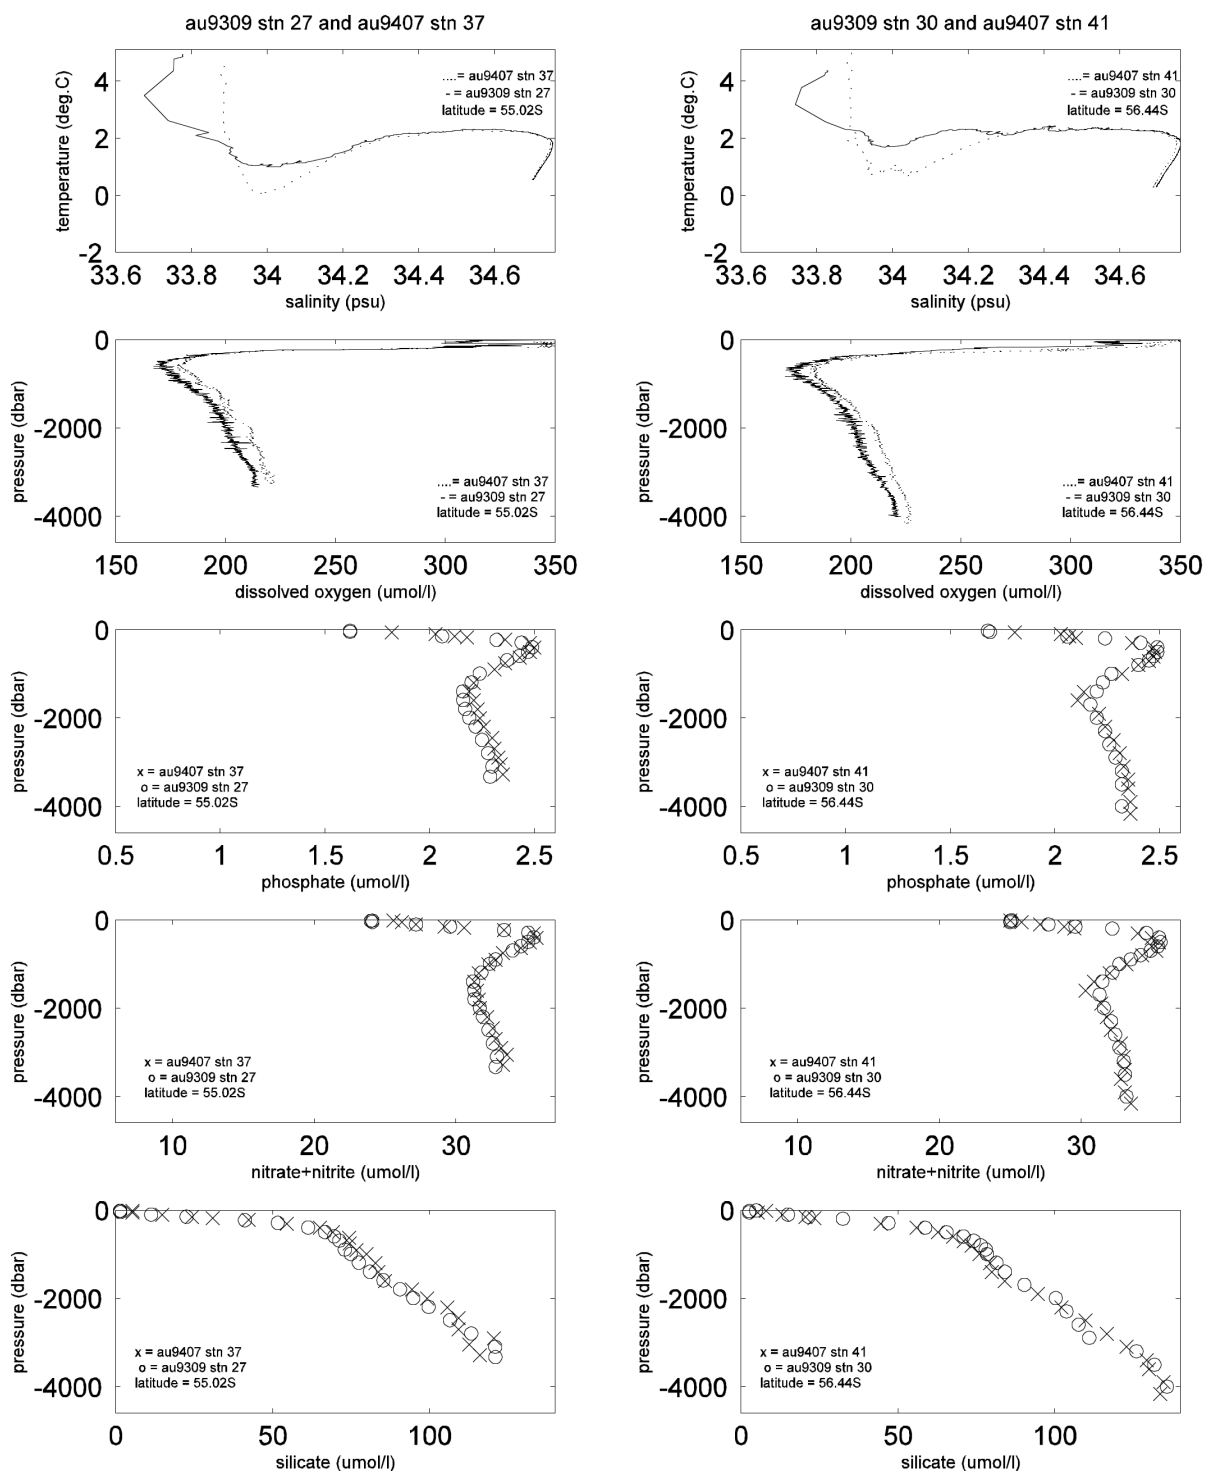 au9309 stn 27 and au9407 stn 37
temperature (deg.C)
4
2
0
-2
....= au9407 stn 37
- = au9309 stn 27
latitude = 55.02S
33.6 33.8 34 34.2 34.4 34.6
salinity (psu)
pressure (dbar)
0
-2000
-4000
....= au9407 stn 37
- = au9309 stn 27
latitude = 55.02S
150 200 250 300 350
dissolved oxygen (umol/l)
pressure (dbar)
0
-2000
-4000
x = au9407 stn 37
o = au9309 stn 27
latitude = 55.02S
0.5 1 1.5 2 2.5
phosphate (umol/l)
pressure (dbar)
0
-2000
-4000
x = au9407 stn 37
o = au9309 stn 27
latitude = 55.02S
10 20 30
nitrate+nitrite (umol/l)
pressure (dbar)
0
-2000
-4000
x = au9407 stn 37
o = au9309 stn 27
latitude = 55.02S
0 50 100
silicate (umol/l)
au9309 stn 30 and au9407 stn 41
temperature (deg.C)
4
2
0
-2
....= au9407 stn 41
- = au9309 stn 30
latitude = 56.44S
33.6 33.8 34 34.2 34.4 34.6
salinity (psu)
pressure (dbar)
0
-2000
-4000
....= au9407 stn 41
- = au9309 stn 30
latitude = 56.44S
150 200 250 300 350
dissolved oxygen (umol/l)
pressure (dbar)
0
-2000
-4000
x = au9407 stn 41
o = au9309 stn 30
latitude = 56.44S
0.5 1 1.5 2 2.5
phosphate (umol/l)
pressure (dbar)
0
-2000
-4000
x = au9407 stn 41
o = au9309 stn 30
latitude = 56.44S
10 20 30
nitrate+nitrite (umol/l)
pressure (dbar)
0
-2000
-4000
x = au9407 stn 41
o = au9309 stn 30
latitude = 56.44S
0 50 100
silicate (umol/l)